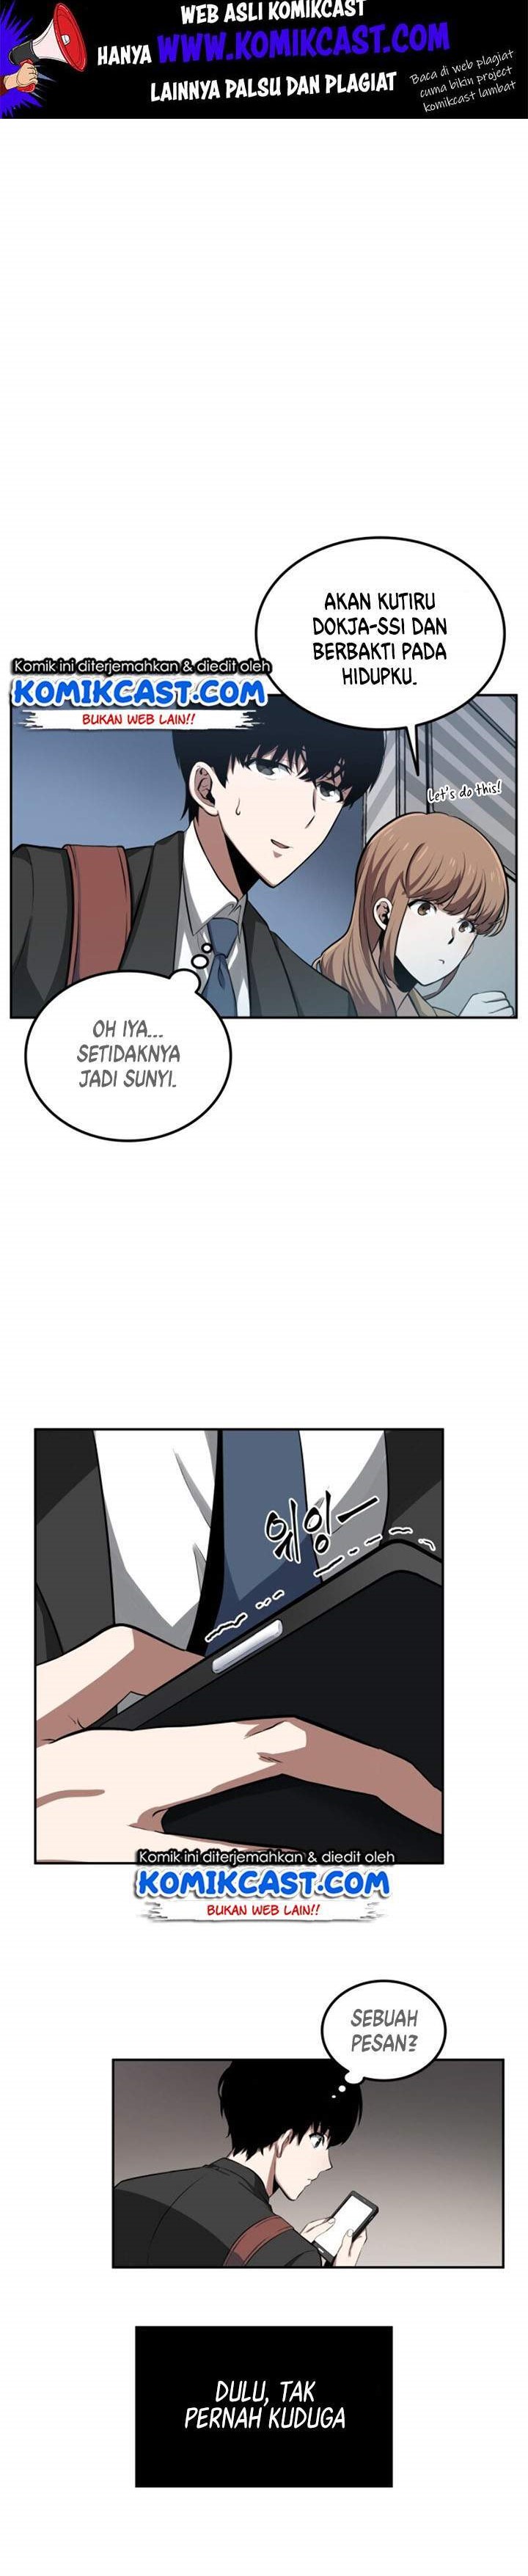 WEB ASLI KOMIKCAST
HANYA WWW.KOMIKCAST.COM
LAINNYA PALSU DAN PLAGIAT
Baca di web plagiat
cuma bikin project
komikcast lambat
AKAN KUTIRU
DOKJA-SSI DAN
BERBAKTI PADA
HIDUPKU.
Komik ini diterjemahkan & diedit oleh
KOMIKCAST.COM
BUKAN WEB LAIN!!
Let's do this!
OH IYA...
SETIDAKNYA
JADI SUNYI.
위잉ー
Komik ini diterjemahkan & diedit oleh
KOMIKCAST.COM
BUKAN WEB LAIN!!
SEBUAH
PESAN?
DULU, TAK
PERNAH KUDUGA